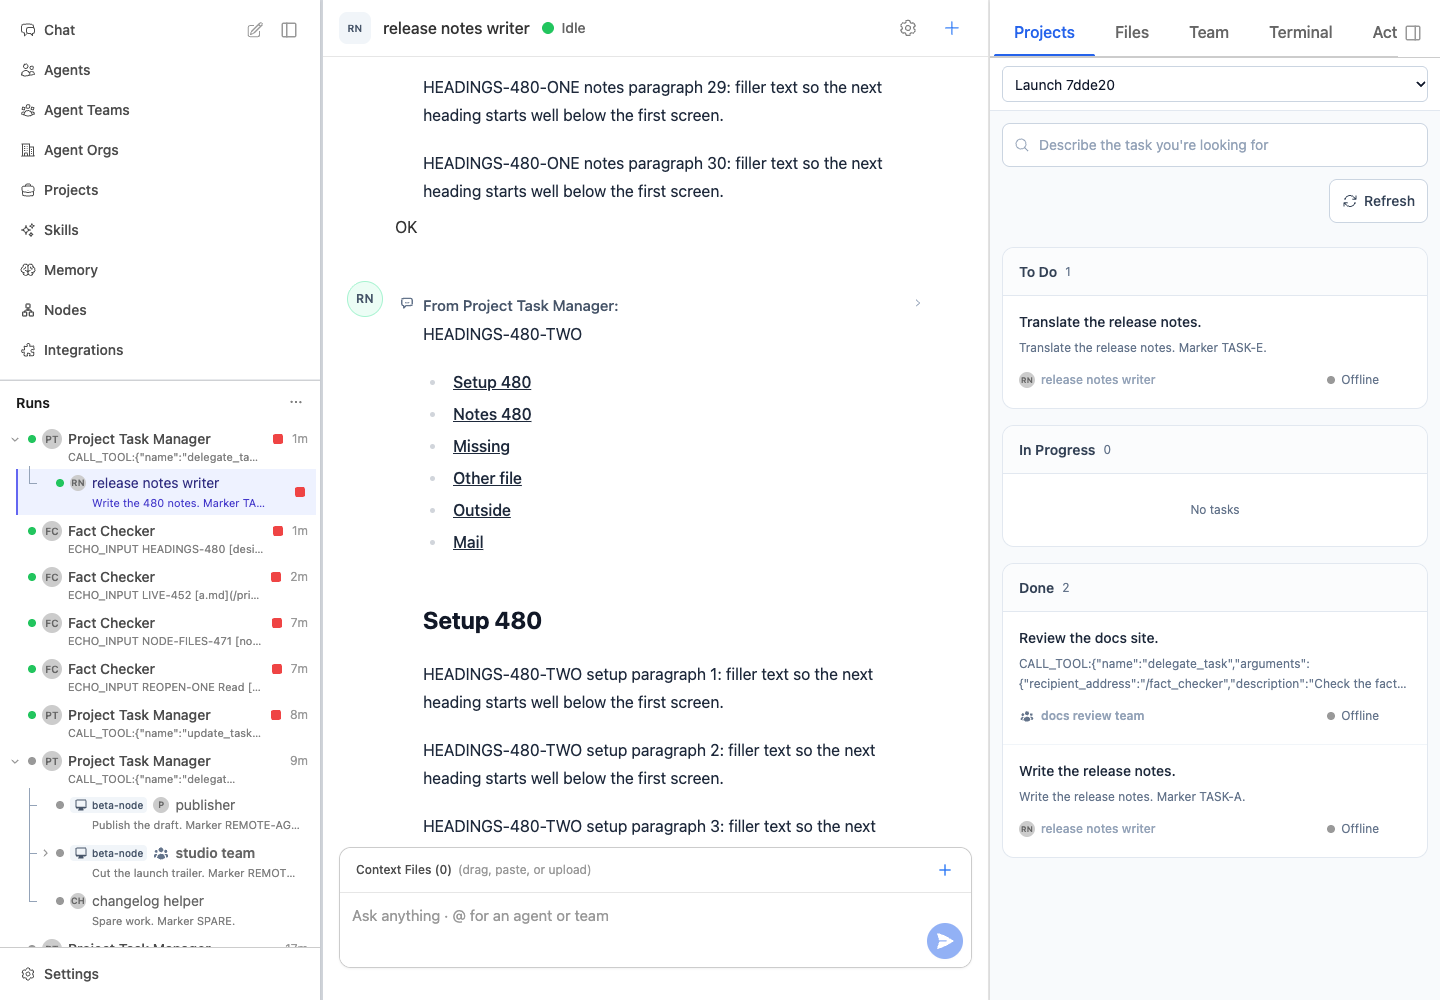 Chat
Agents
Agent Teams
Agent Orgs
Projects
Skills
Memory
Nodes
Integrations
Runs
PT Project Task Manager 1m
CALL_TOOL:{"name":"delegate_ta...
RN release notes writer
Write the 480 notes. Marker TA...
FC Fact Checker 1m
ECHO_INPUT HEADINGS-480 [desi...
FC Fact Checker 2m
ECHO_INPUT LIVE-452 [a.md](/pri...
FC Fact Checker 7m
ECHO_INPUT NODE-FILES-471 [no...
FC Fact Checker 7m
ECHO_INPUT REOPEN-ONE Read [...
PT Project Task Manager 8m
CALL_TOOL:{"name":"update_task...
PT Project Task Manager 9m
CALL_TOOL:{"name":"delegat...
beta-node P publisher
Publish the draft. Marker REMOTE-AG...
beta-node studio team
Cut the launch trailer. Marker REMOT...
CH changelog helper
Spare work. Marker SPARE.
Project Task Manager 17m
Settings
RN release notes writer Idle
HEADINGS-480-ONE notes paragraph 29: filler text so the next
heading starts well below the first screen.
HEADINGS-480-ONE notes paragraph 30: filler text so the next
heading starts well below the first screen.
OK
RN From Project Task Manager:
HEADINGS-480-TWO
Setup 480
Notes 480
Missing
Other file
Outside
Mail
Setup 480
HEADINGS-480-TWO setup paragraph 1: filler text so the next
heading starts well below the first screen.
HEADINGS-480-TWO setup paragraph 2: filler text so the next
heading starts well below the first screen.
HEADINGS-480-TWO setup paragraph 3: filler text so the next
Context Files (0) (drag, paste, or upload)
Ask anything · @ for an agent or team
Projects Files Team Terminal Act
Launch 7dde20
Describe the task you're looking for
Refresh
To Do 1
Translate the release notes.
Translate the release notes. Marker TASK-E.
RN release notes writer Offline
In Progress 0
No tasks
Done 2
Review the docs site.
CALL_TOOL:{"name":"delegate_task","arguments":
{"recipient_address":"/fact_checker","description":"Check the fact...
docs review team Offline
Write the release notes.
Write the release notes. Marker TASK-A.
RN release notes writer Offline